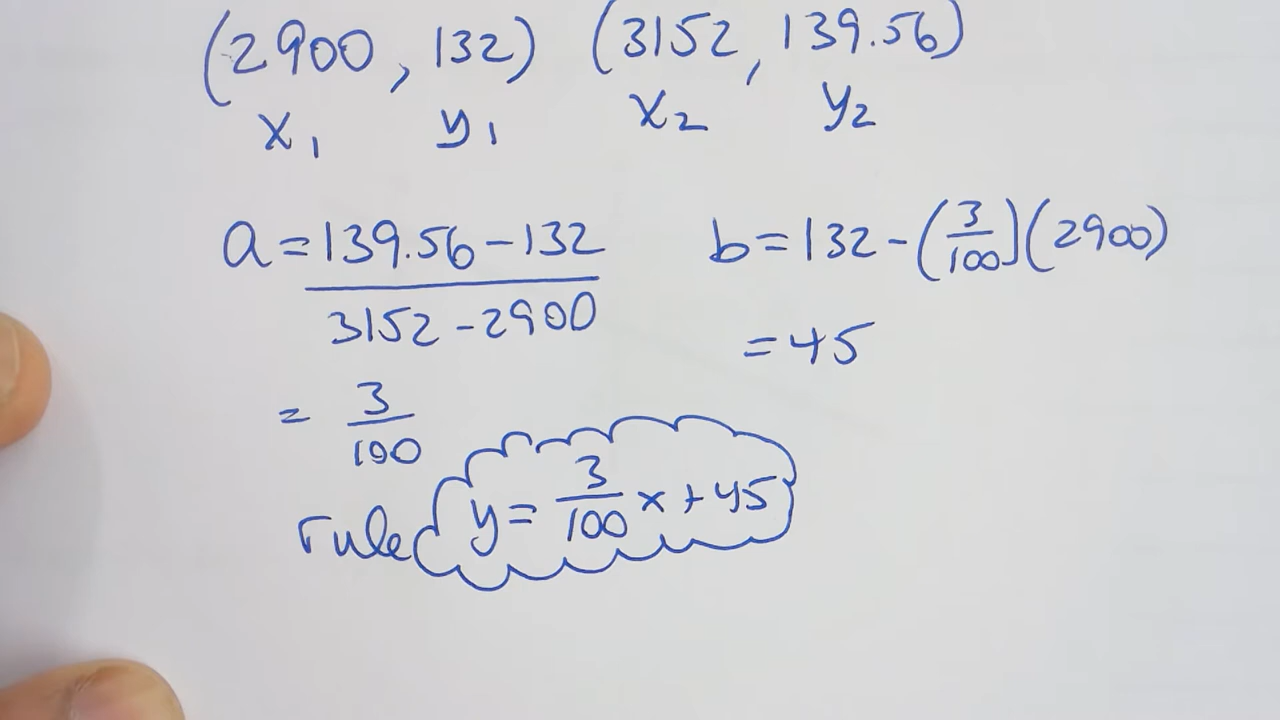 (2900, 132) (3152, 139.56)
x₁ y₁ x₂ y₂
a = 139.56 - 132
3152 - 2900
b = 132 - (3/100)(2900)
= 45
= 3/100
rule y = 3/100 x + 45